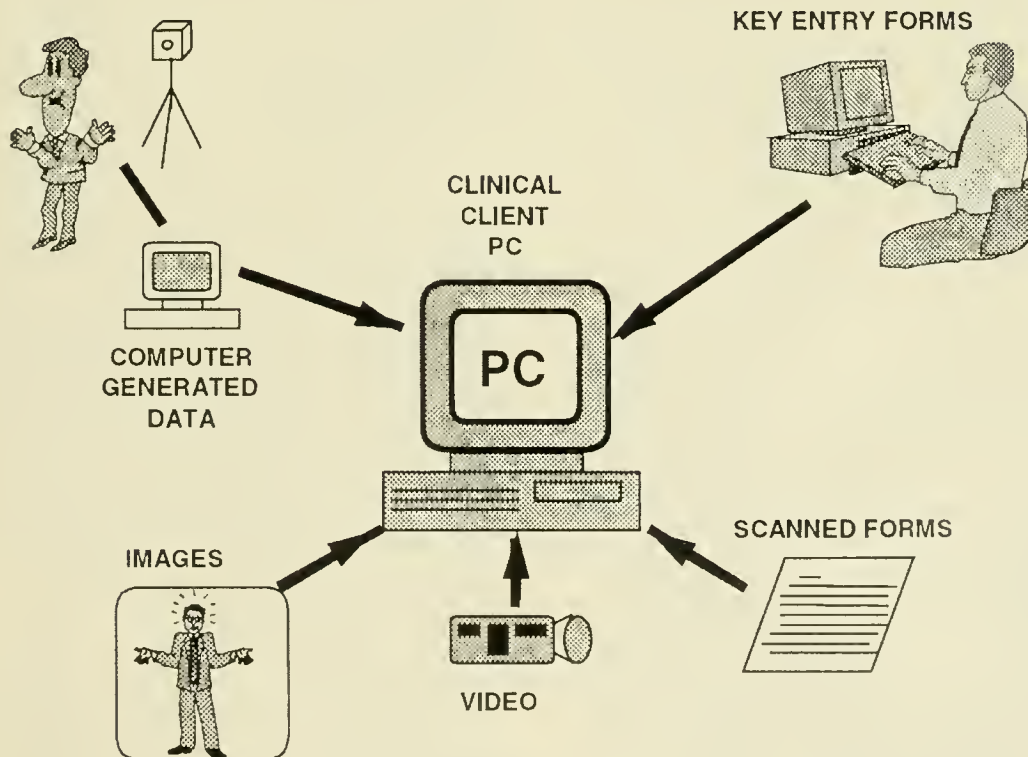 KEY ENTRY FORMS
CLINICAL
CLIENT
PC
PC
COMPUTER
GENERATED
DATA
IMAGES
SCANNED FORMS
VIDEO